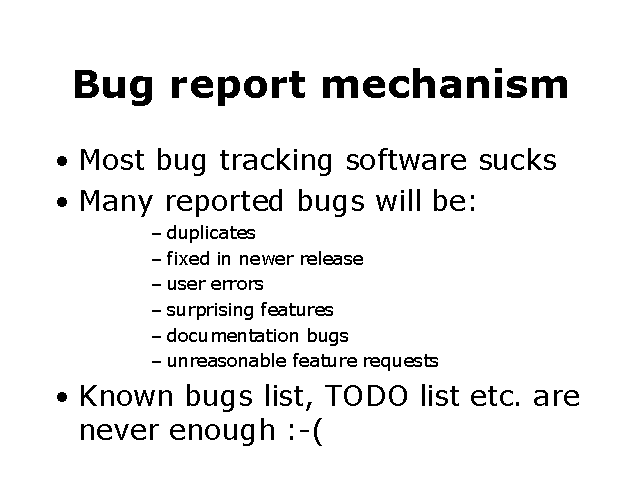 Bug report mechanism
• Most bug tracking software sucks
• Many reported bugs will be:
– duplicates
– fixed in newer release
– user errors
– surprising features
– documentation bugs
– unreasonable feature requests
• Known bugs list, TODO list etc. are
never enough :-(